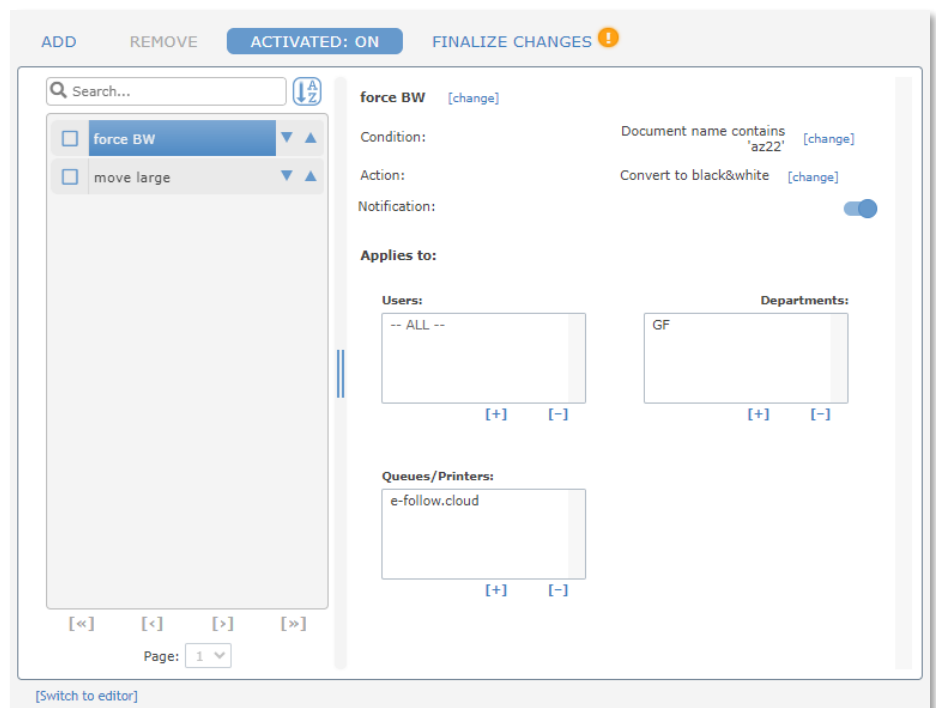 ADD REMOVE ACTIVATED: ON FINALIZE CHANGES !
Search... A Z
force BW
move large
[«] [‹] [›] [»]
Page: 1
force BW [change]
Condition: Document name contains 'az22' [change]
Action: Convert to black&white [change]
Notification:
Applies to:
Users: Departments:
-- ALL -- GF
[+] [−] [+] [−]
Queues/Printers:
e-follow.cloud
[+] [−]
[Switch to editor]